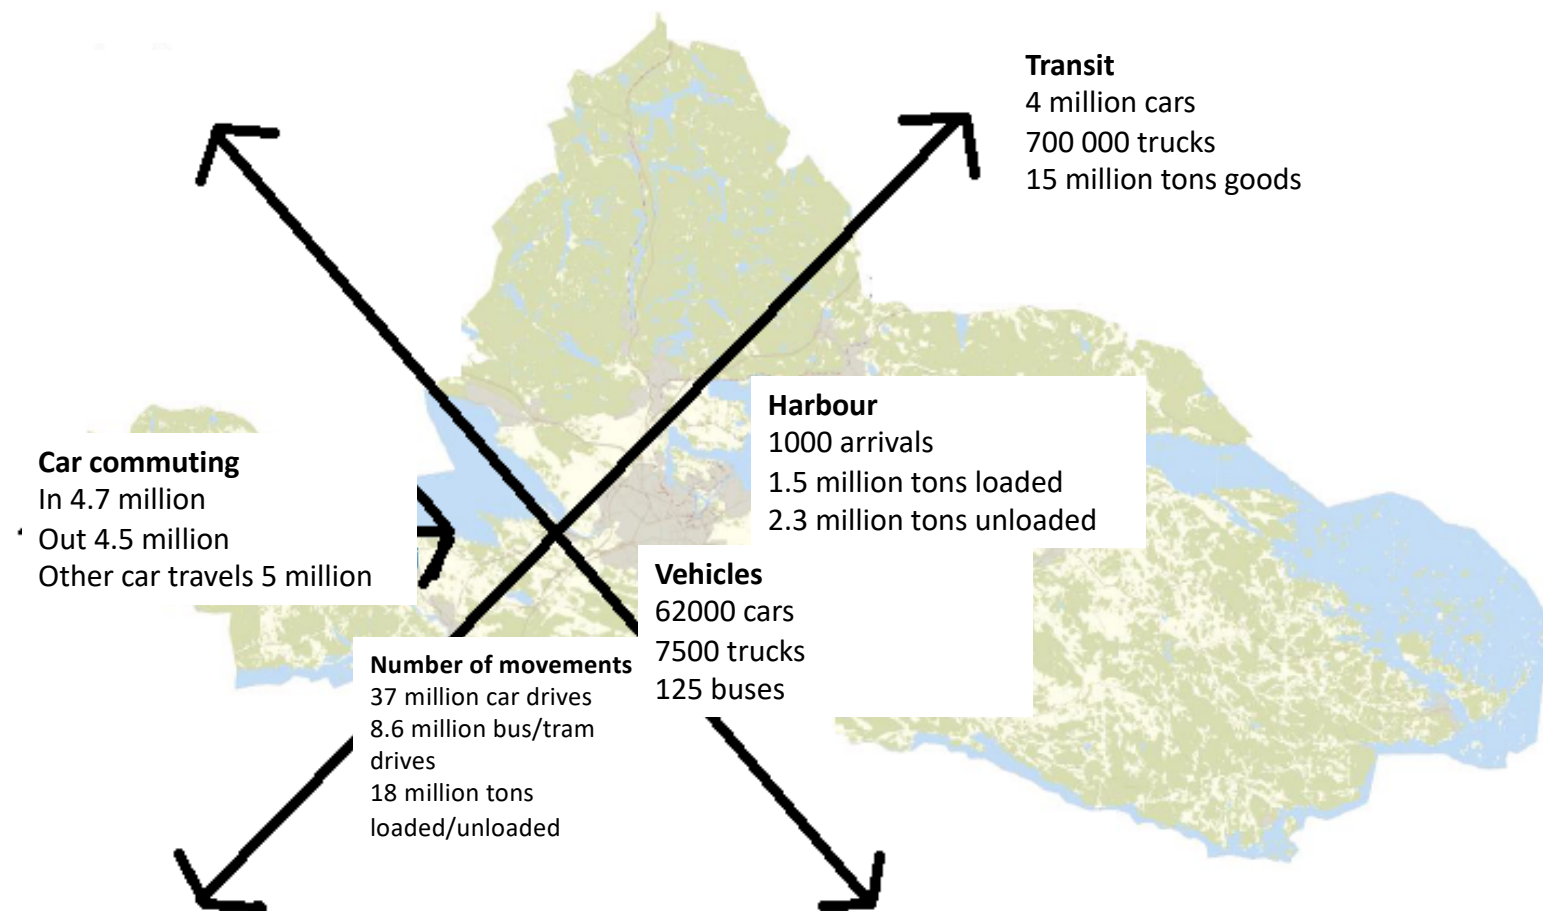 Transit
4 million cars
700 000 trucks
15 million tons goods
Harbour
1000 arrivals
1.5 million tons loaded
2.3 million tons unloaded
Car commuting
In 4.7 million
Out 4.5 million
Other car travels 5 million
Vehicles
62000 cars
7500 trucks
125 buses
Number of movements
37 million car drives
8.6 million bus/tram
drives
18 million tons
loaded/unloaded